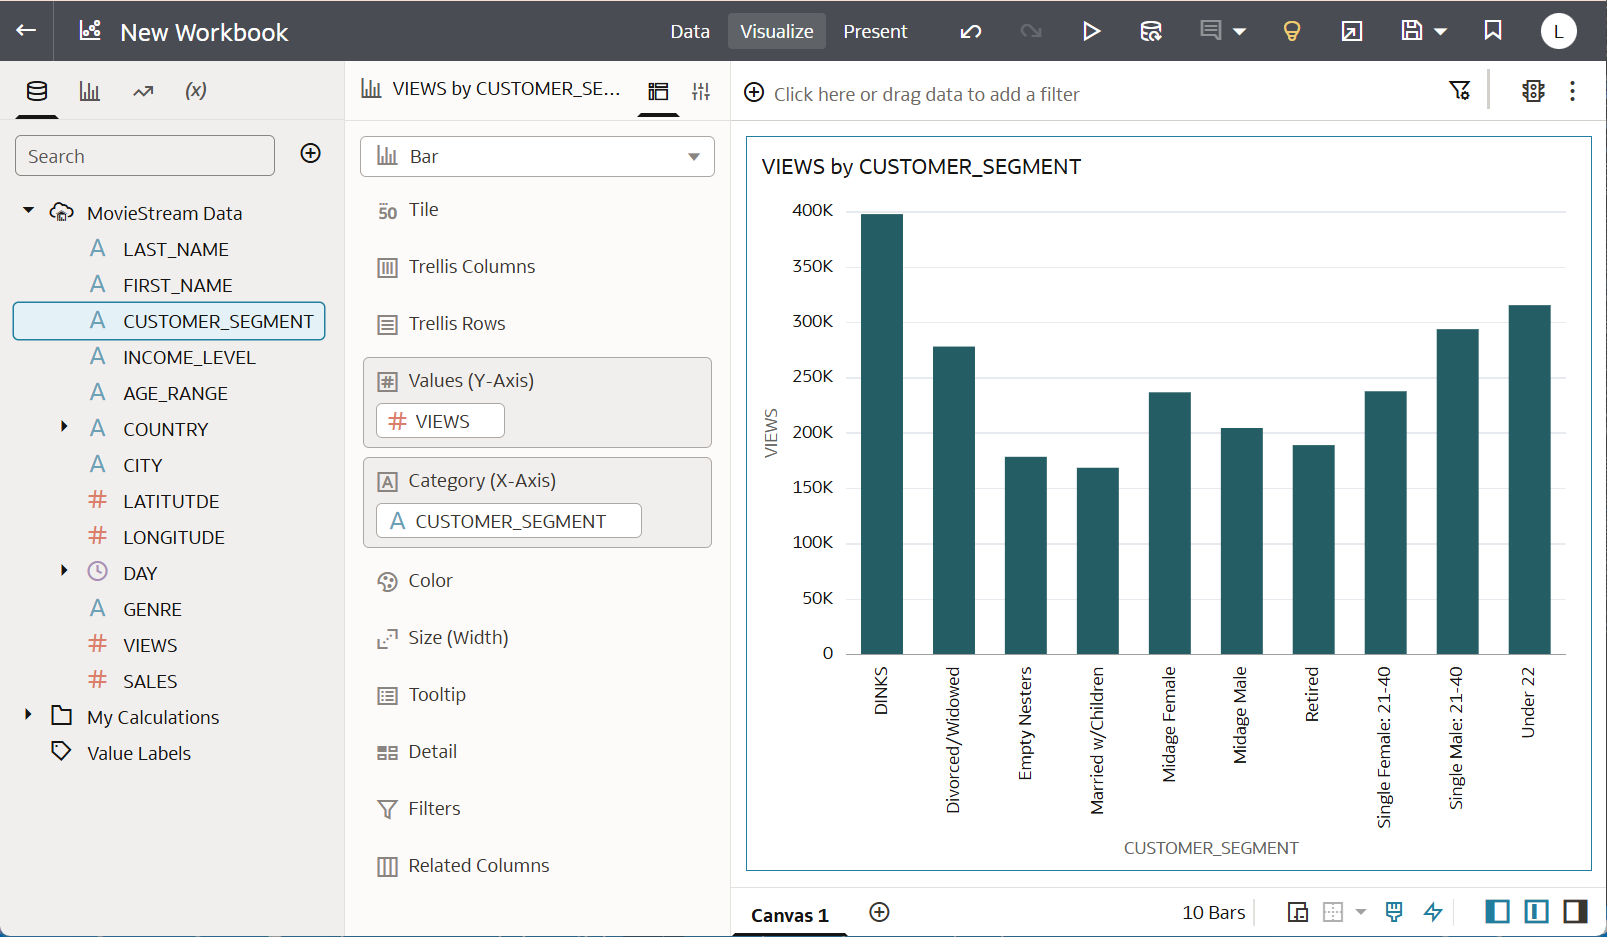 New Workbook
Data
Visualize
Present
L
(x)
Search
MovieStream Data
LAST_NAME
FIRST_NAME
CUSTOMER_SEGMENT
INCOME_LEVEL
AGE_RANGE
COUNTRY
CITY
LATITUTDE
LONGITUDE
DAY
GENRE
VIEWS
SALES
My Calculations
Value Labels
VIEWS by CUSTOMER_SE...
Bar
50 Tile
Trellis Columns
Trellis Rows
Values (Y-Axis)
VIEWS
Category (X-Axis)
CUSTOMER_SEGMENT
Color
Size (Width)
Tooltip
Detail
Filters
Related Columns
Click here or drag data to add a filter
VIEWS by CUSTOMER_SEGMENT
400K
350K
300K
250K
200K
150K
100K
50K
0
VIEWS
DINKS
Divorced/Widowed
Empty Nesters
Married w/Children
Midage Female
Midage Male
Retired
Single Female: 21-40
Single Male: 21-40
Under 22
CUSTOMER_SEGMENT
Canvas 1
10 Bars